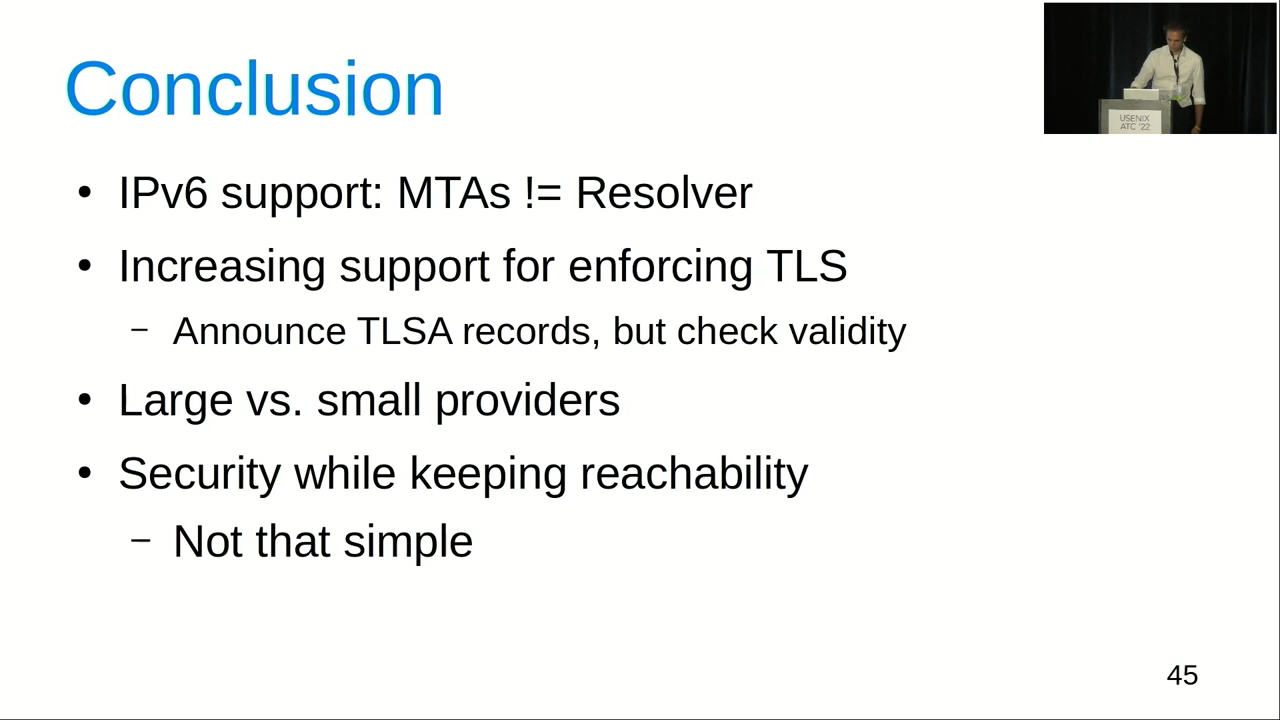 Conclusion
USENIX
ATC '22
• IPv6 support: MTAs != Resolver
• Increasing support for enforcing TLS
– Announce TLSA records, but check validity
• Large vs. small providers
• Security while keeping reachability
– Not that simple
45